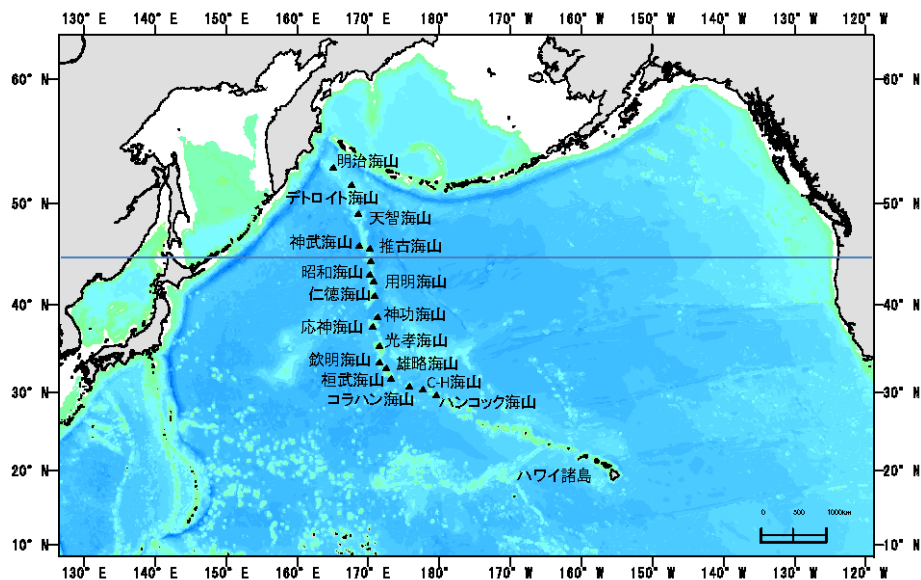 130° E 140° E 150° E 160° E 170° E 180° W 170° W 160° W 150° W 140° W 130° W 120° W
60° N 60° N
明治海山
デトロイト海山
50° N 50° N
天智海山
神武海山 推古海山
昭和海山 用明海山
仁徳海山
40° N 40° N
神功海山
応神海山
光孝海山
欽明海山 雄略海山
桓武海山 C-H海山
30° N 30° N
コラハン海山 ハンコック海山
20° N ハワイ諸島 20° N
0 500 1000km
10° N 10° N
130° E 140° E 150° E 160° E 170° E 180° W 170° W 160° W 150° W 140° W 130° W 120° W